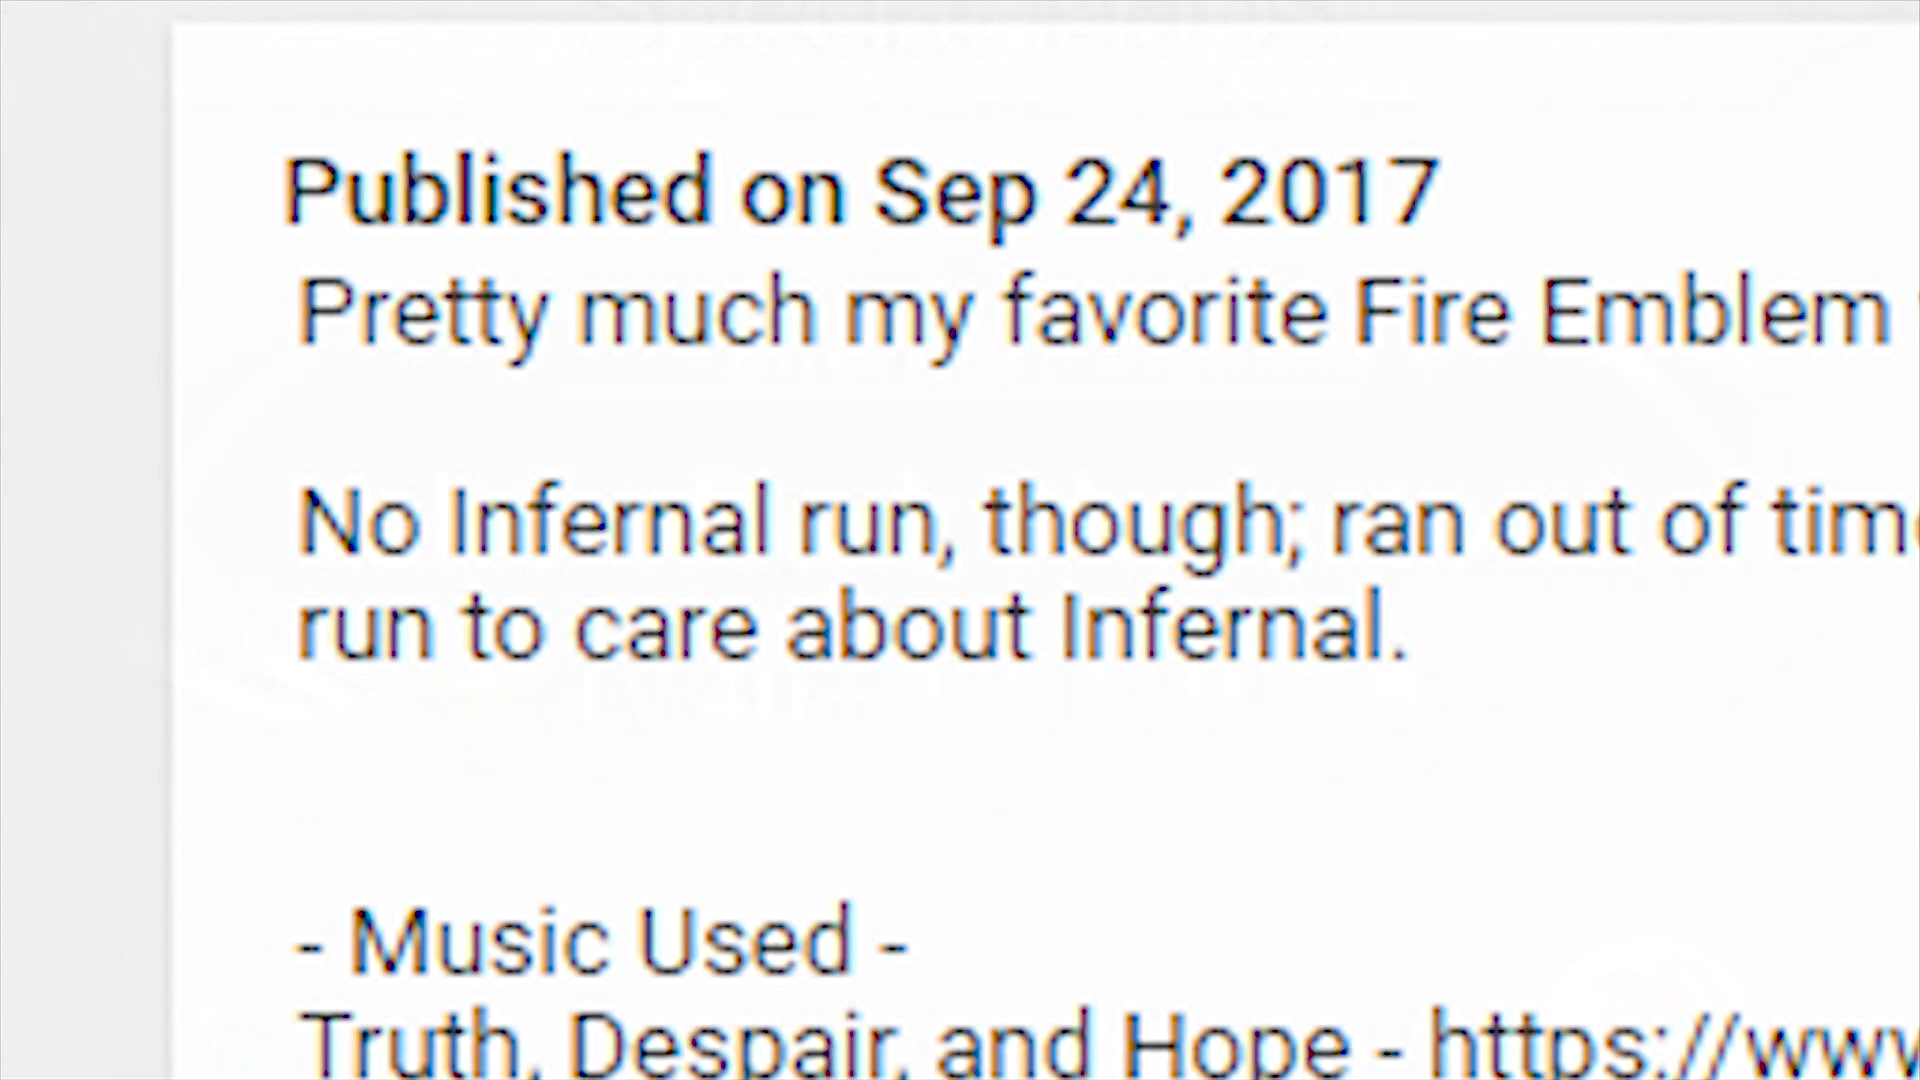 Published on Sep 24, 2017
Pretty much my favorite Fire Emblem
No Infernal run, though; ran out of time
run to care about Infernal.
- Music Used -
Truth, Despair, and Hope - https://www